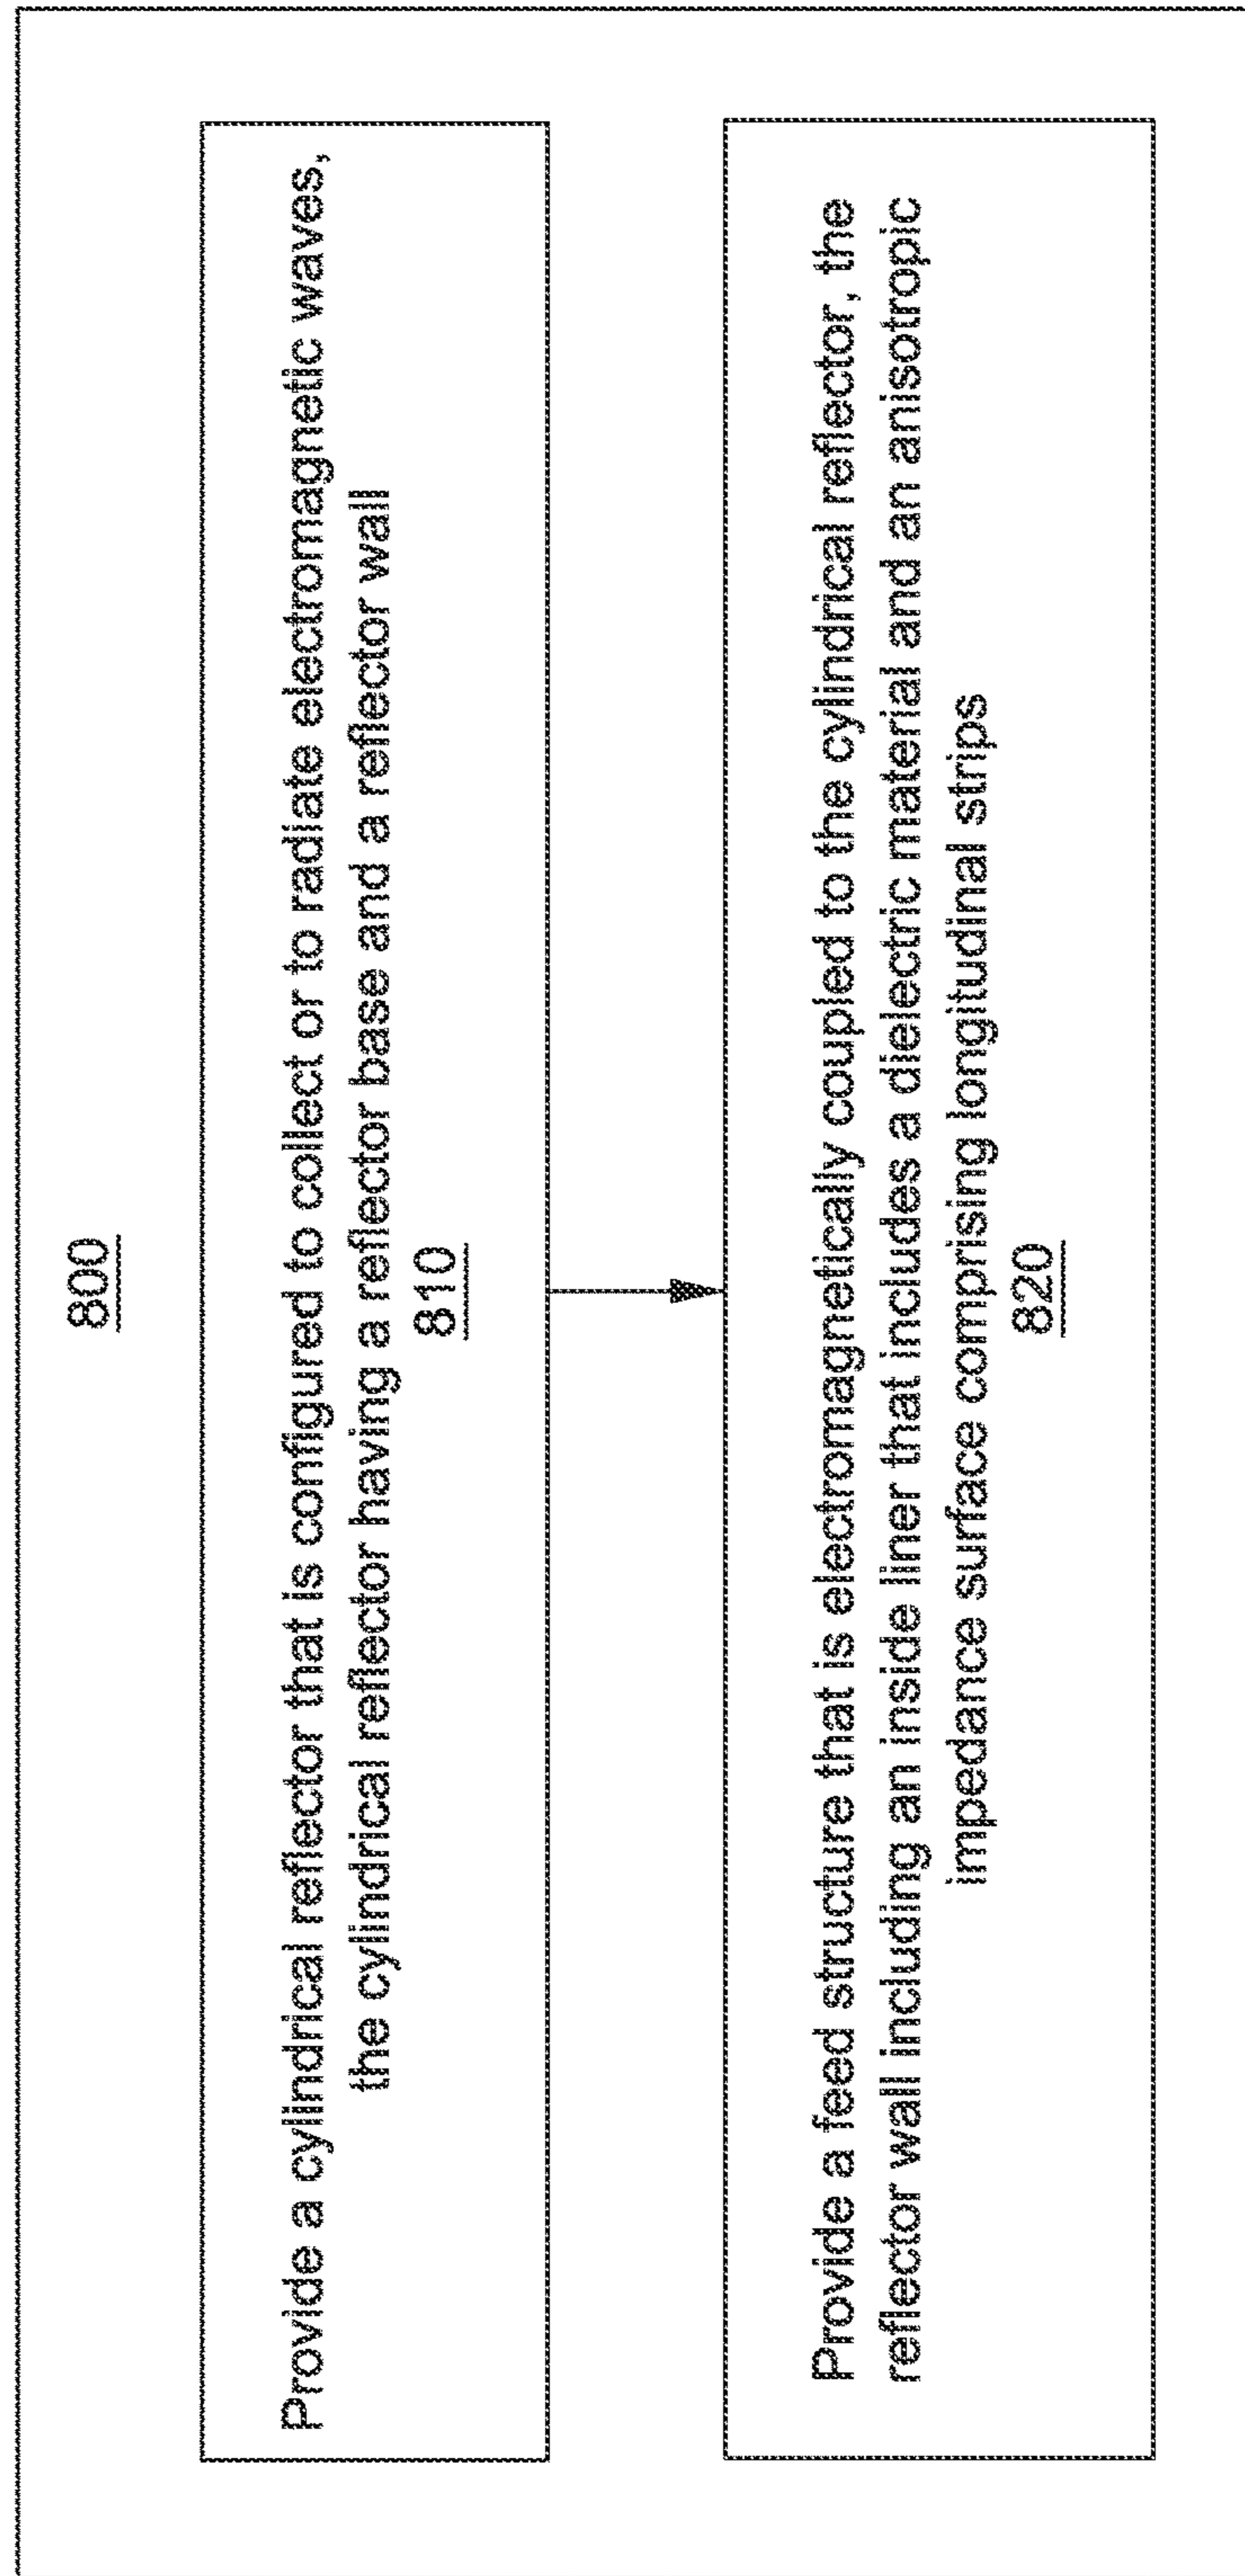 800
Provide a cylindrical reflector that is configured to collect or to radiate electromagnetic waves,
the cylindrical reflector having a reflector base and a reflector wall
810
Provide a feed structure that is electromagnetically coupled to the cylindrical reflector, the
reflector wall including an inside liner that includes a dielectric material and an anisotropic
impedance surface comprising longitudinal strips
820